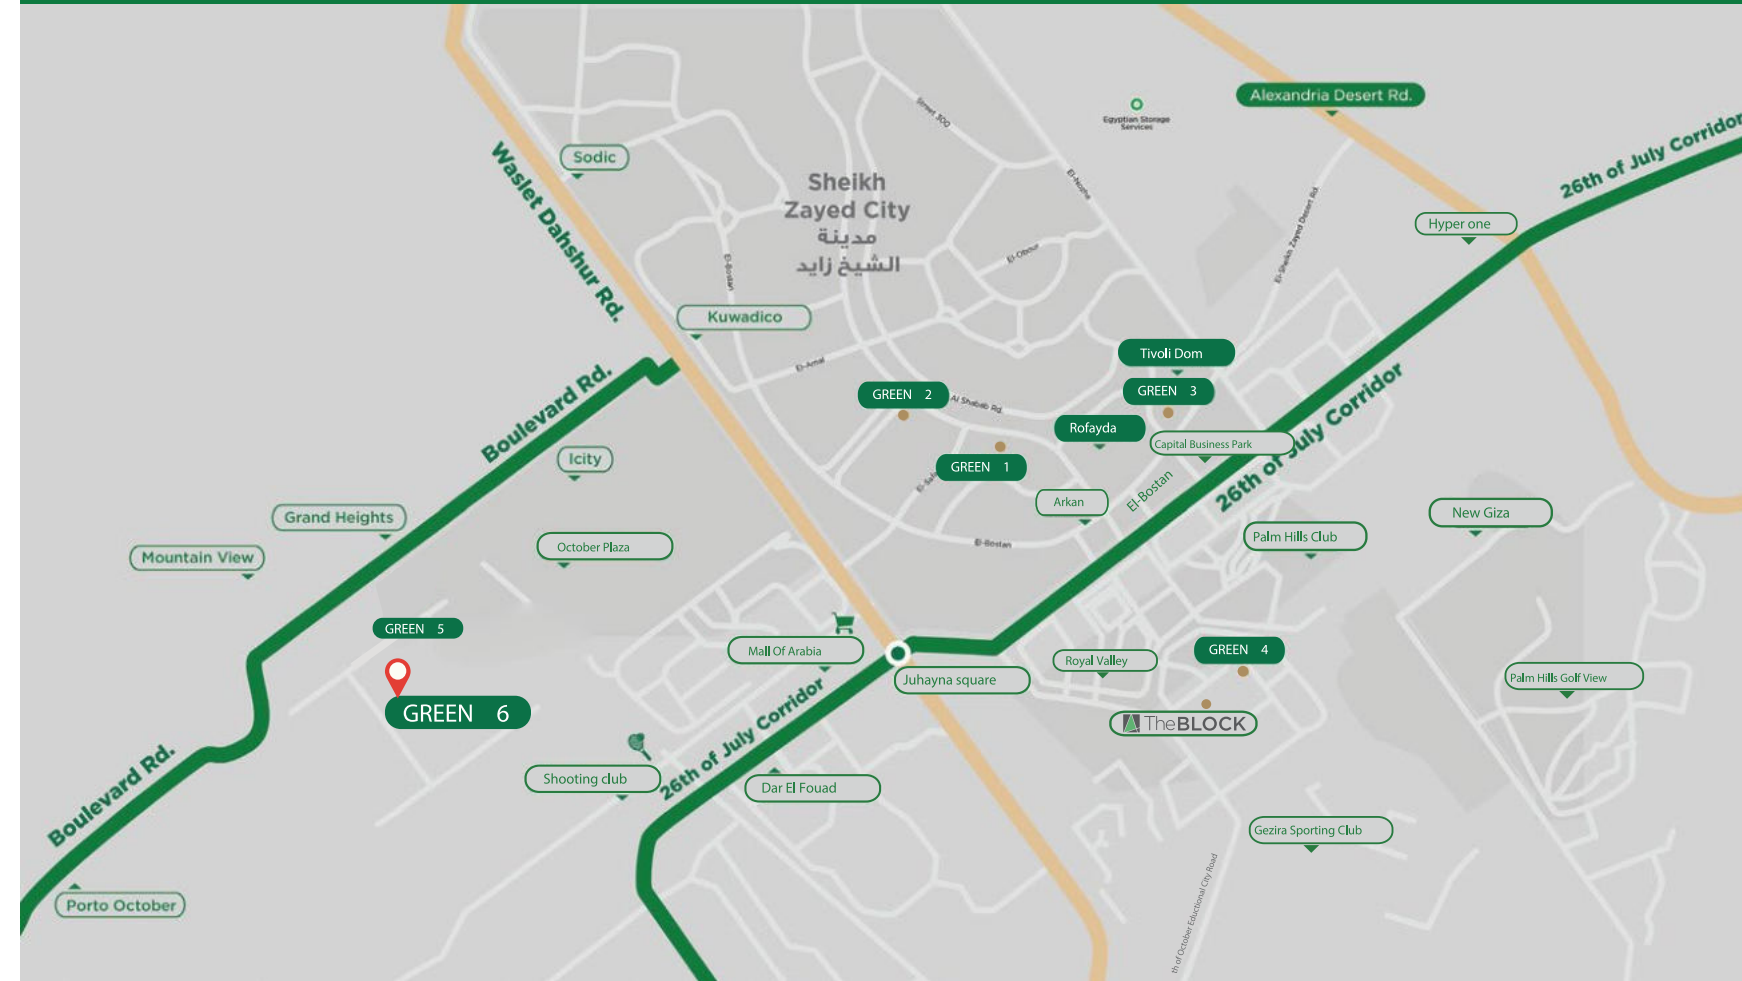 Alexandria Desert Rd.
Street 300
Egyptian Storage
Services
26th of July Corridor
Waslet Dahshur Rd.
Sodic
Sheikh
Zayed City
مدينة
الشيخ زايد
El-Nozha
El-Sheikh Zayed Desert Rd.
Hyper one
El-Bostan
El-Obour
Kuwadico
Tivoli Dom
El-Amal
Boulevard Rd.
GREEN 2
Al Shabab Rd.
GREEN 3
26th of July Corridor
Rofayda
Capital Business Park
Icity
GREEN 1
Arkan
El-Bostan
Grand Heights
New Giza
October Plaza
El-Bostan
Palm Hills Club
Mountain View
GREEN 5
Mall Of Arabia
Royal Valley
GREEN 4
Juhayna square
Palm Hills Golf View
GREEN 6
TheBLOCK
26th of July Corridor
Shooting club
Dar El Fouad
Boulevard Rd.
Gezira Sporting Club
Porto October
th of October Eductional City Road